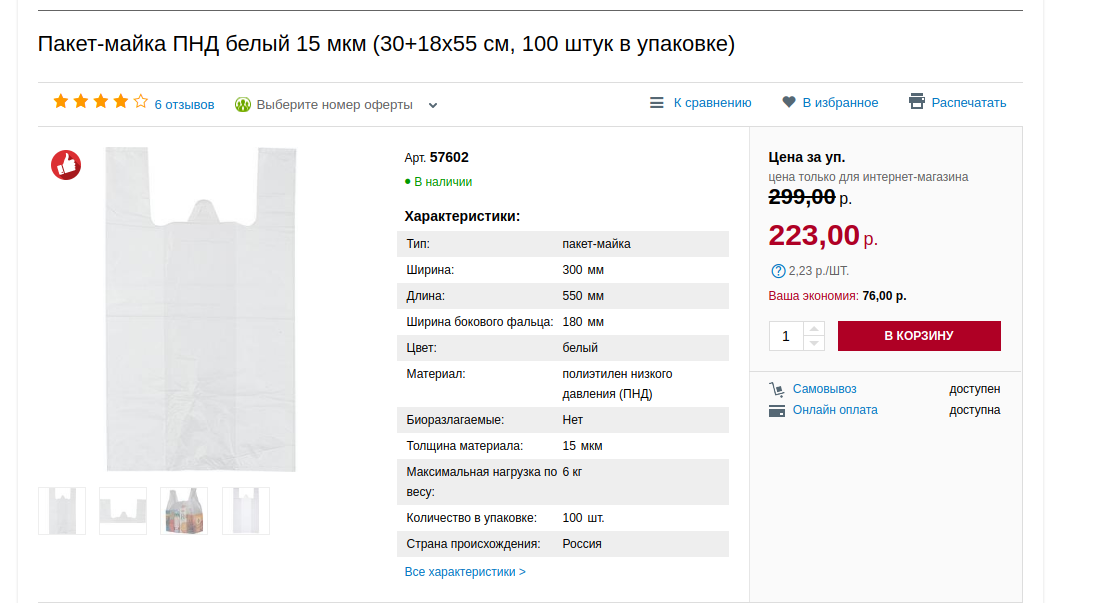 Пакет-майка ПНД белый 15 мкм (30+18х55 см, 100 штук в упаковке)
6 отзывов
Выберите номер оферты
К сравнению
В избранное
Распечатать
Арт. 57602
В наличии
Характеристики:
Тип: пакет-майка
Ширина: 300 мм
Длина: 550 мм
Ширина бокового фальца: 180 мм
Цвет: белый
Материал: полиэтилен низкого
давления (ПНД)
Биоразлагаемые: Нет
Толщина материала: 15 мкм
Максимальная нагрузка по 6 кг
весу:
Количество в упаковке: 100 шт.
Страна происхождения: Россия
Все характеристики >
Цена за уп.
цена только для интернет-магазина
299,00 р.
223,00 р.
? 2,23 р./ШТ.
Ваша экономия: 76,00 р.
1
В КОРЗИНУ
Самовывоз доступен
Онлайн оплата доступна